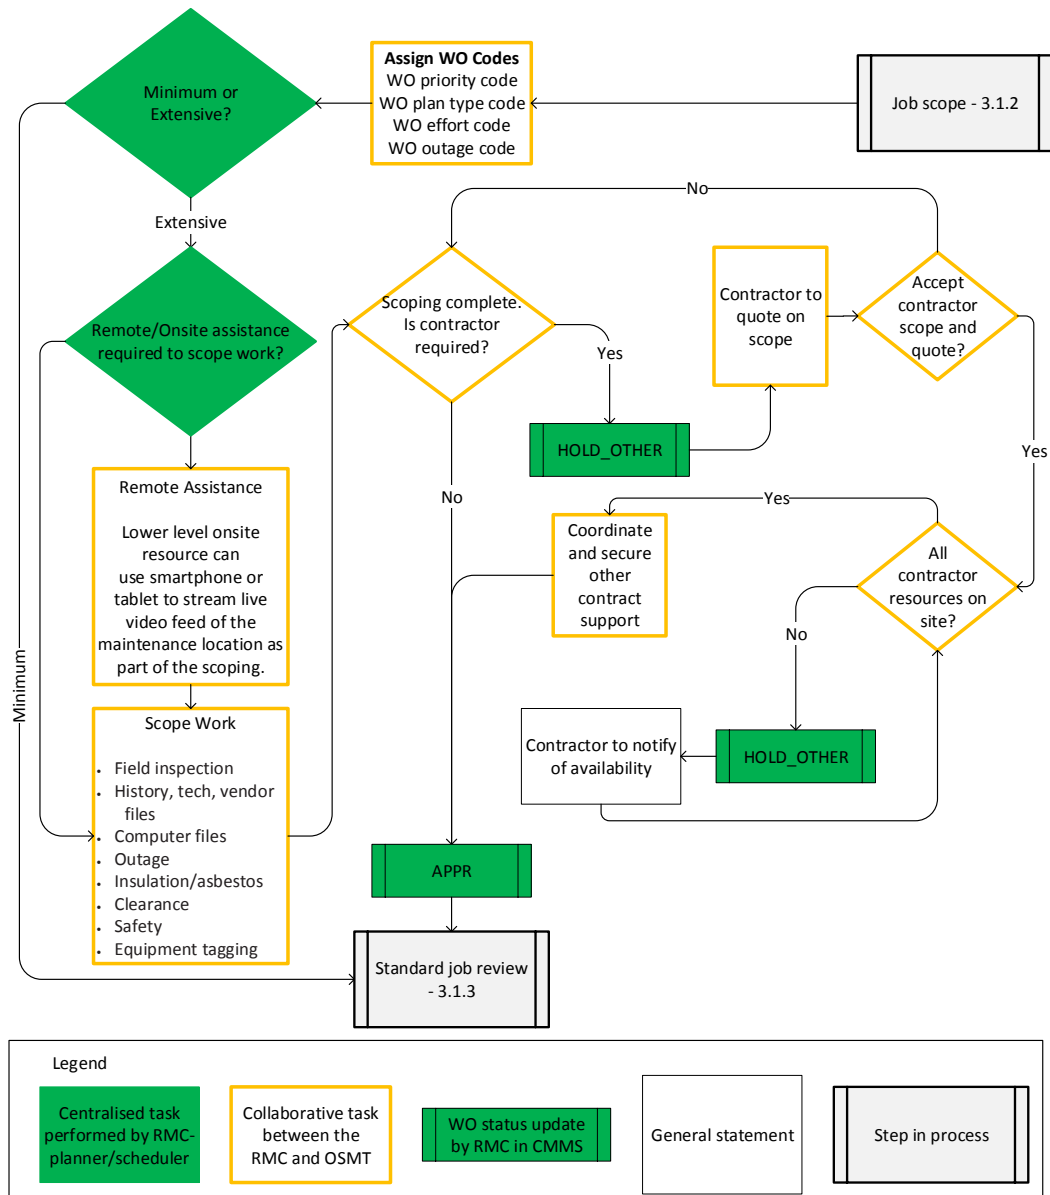 Assign WO Codes
WO priority code
WO plan type code
WO effort code
WO outage code
Job scope - 3.1.2
Minimum or
Extensive?
Extensive
Minimum
Remote/Onsite assistance
required to scope work?
Remote Assistance
Lower level onsite
resource can
use smartphone or
tablet to stream live
video feed of the
maintenance location as
part of the scoping.
Scope Work
• Field inspection
• History, tech, vendor
files
• Computer files
• Outage
• Insulation/asbestos
• Clearance
• Safety
• Equipment tagging
No
Scoping complete.
Is contractor
required?
Yes
No
HOLD_OTHER
Contractor to
quote on
scope
Accept
contractor
scope and
quote?
Yes
Yes
Coordinate
and secure
other
contract
support
All
contractor
resources on
site?
No
HOLD_OTHER
Contractor to notify
of availability
APPR
Standard job review
- 3.1.3
Legend
Centralised task
performed by RMC-
planner/scheduler
Collaborative task
between the
RMC and OSMT
WO status update
by RMC in CMMS
General statement
Step in process